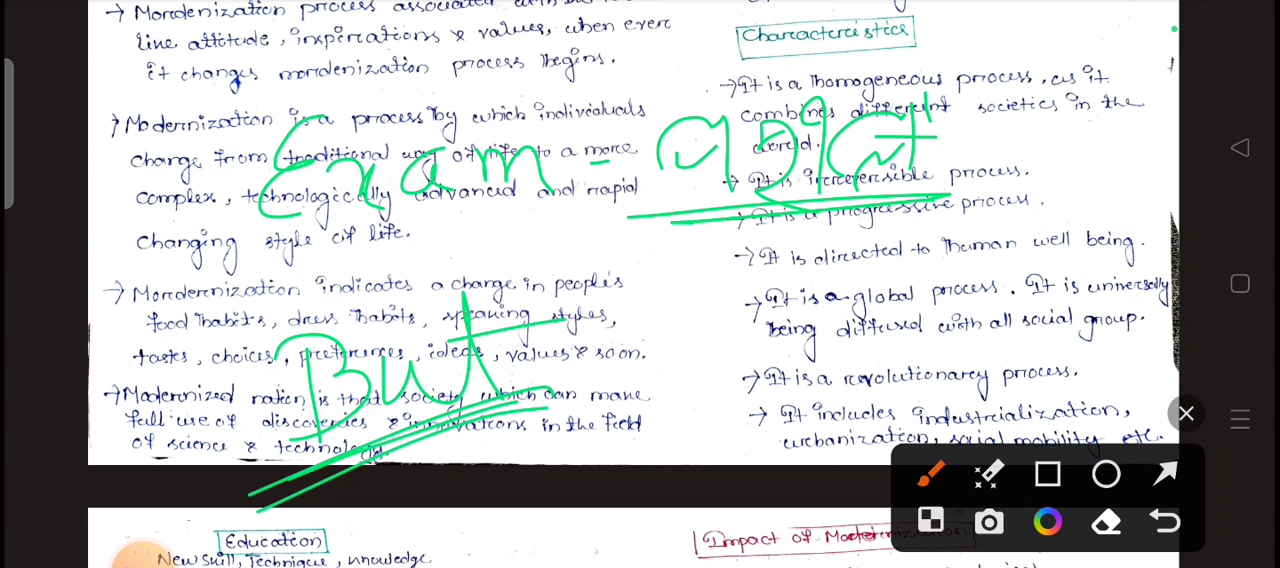 → Mordenization process associated with the
line attitude, inspirations & values, when ever
it changes mordenization process begins.
→ Modernization is a process by which individuals
change from traditional way of life to a more
complex, technologically advanced and rapid
changing style of life.
→ Mordernization indicates a change in people's
food habits, dress habits, speaking styles,
tastes, choices, preferences, ideas, values & so on.
→ Modernized nation is that society which can make
full use of discoveries & innovations in the field
of science & technology.
Exam -
But
Characteristics
→ It is a homogeneous process, as it
combines different societies in the
world.
→ It is irreversible process.
→ It is a progressive process.
→ It is directed to human well being.
→ It is a global process. It is universally
being diffused with all social group.
→ It is a revolutionary process.
→ It includes industrialization,
urbanization, social mobility etc.
Education
New skill, Technique, knowledge
Impact of